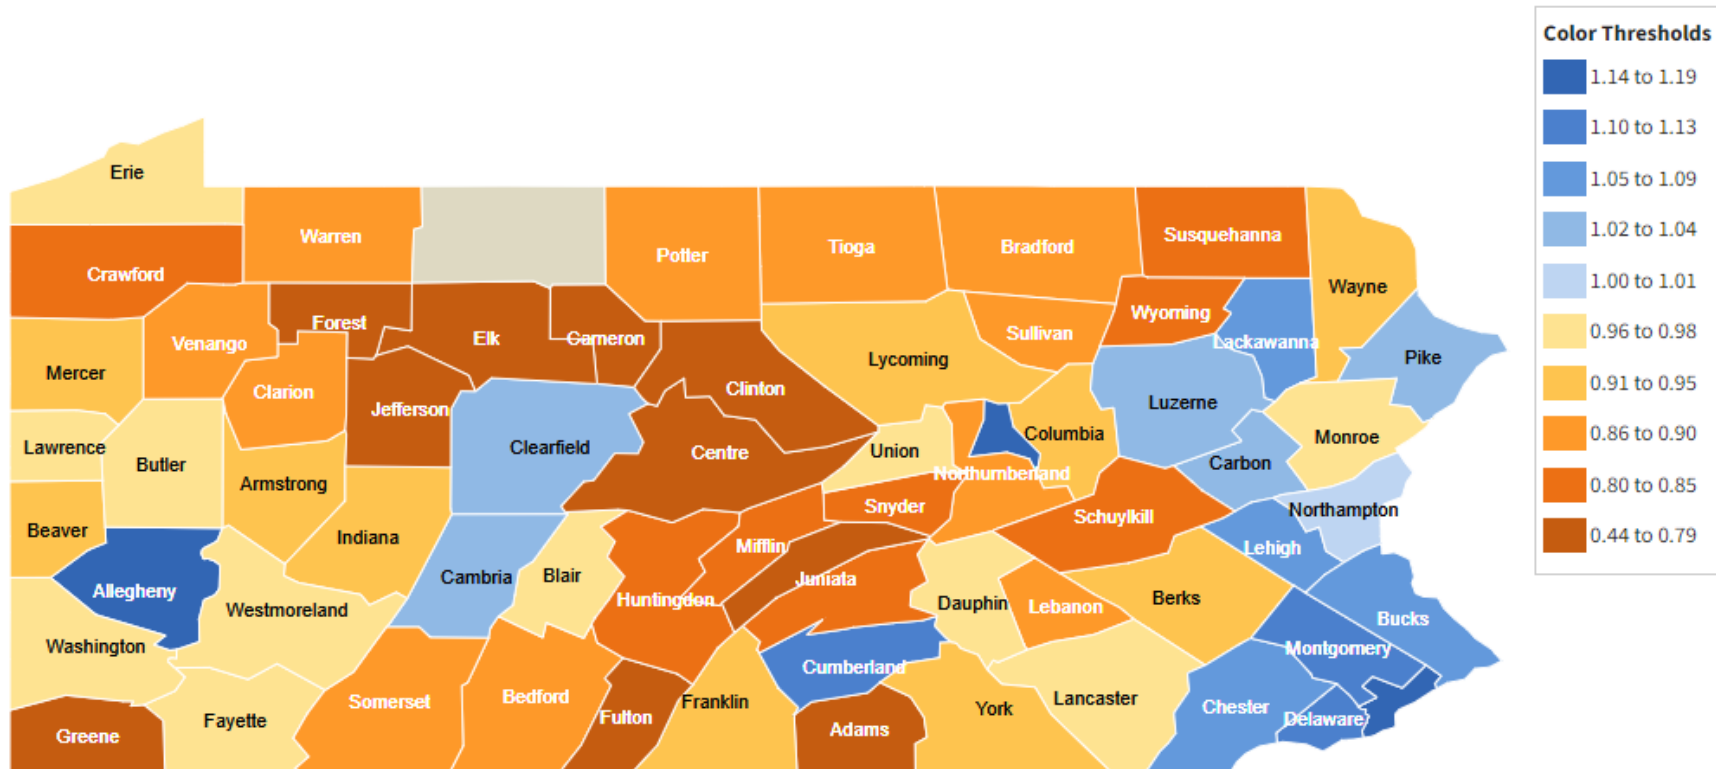 Color Thresholds
1.14 to 1.19
1.10 to 1.13
1.05 to 1.09
1.02 to 1.04
1.00 to 1.01
0.96 to 0.98
0.91 to 0.95
0.86 to 0.90
0.80 to 0.85
0.44 to 0.79
Erie
Warren
Potter
Tioga
Bradford
Susquehanna
Crawford
Wayne
Forest
Elk
Cameron
Venango
Sullivan
Wyoming
Lackawanna
Pike
Mercer
Clarion
Jefferson
Clinton
Lycoming
Luzerne
Lawrence
Butler
Clearfield
Centre
Union
Columbia
Monroe
Armstrong
Northumberland
Carbon
Beaver
Indiana
Snyder
Schuylkill
Northampton
Mifflin
Lehigh
Allegheny
Cambria
Blair
Juniata
Westmoreland
Huntingdon
Dauphin
Lebanon
Berks
Bucks
Washington
Cumberland
Montgomery
Somerset
Bedford
Franklin
York
Lancaster
Chester
Greene
Fayette
Fulton
Adams
Delaware